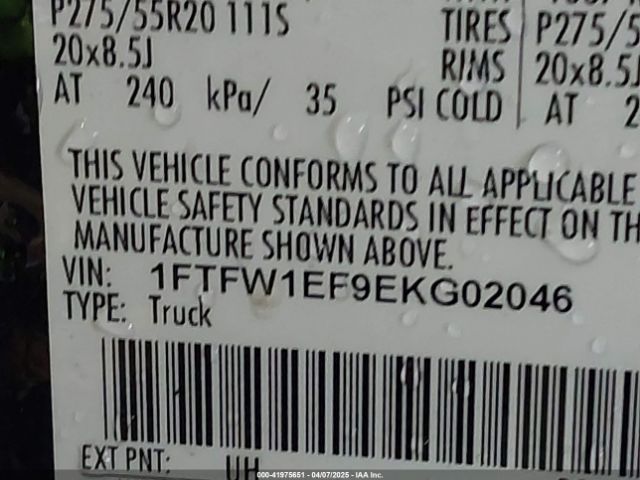 P275/55R20 111S
20x8.5J
AT 240 kPa/ 35 PSI COLD
TIRES P275/5
RIMS 20x8.5J
AT 2
THIS VEHICLE CONFORMS TO ALL APPLICABLE
VEHICLE SAFETY STANDARDS IN EFFECT ON TH
MANUFACTURE SHOWN ABOVE.
VIN: 1FTFW1EF9EKG02046
TYPE: Truck
EXT PNT: UH
000-41975651 - 04/07/2025 - IAA Inc.